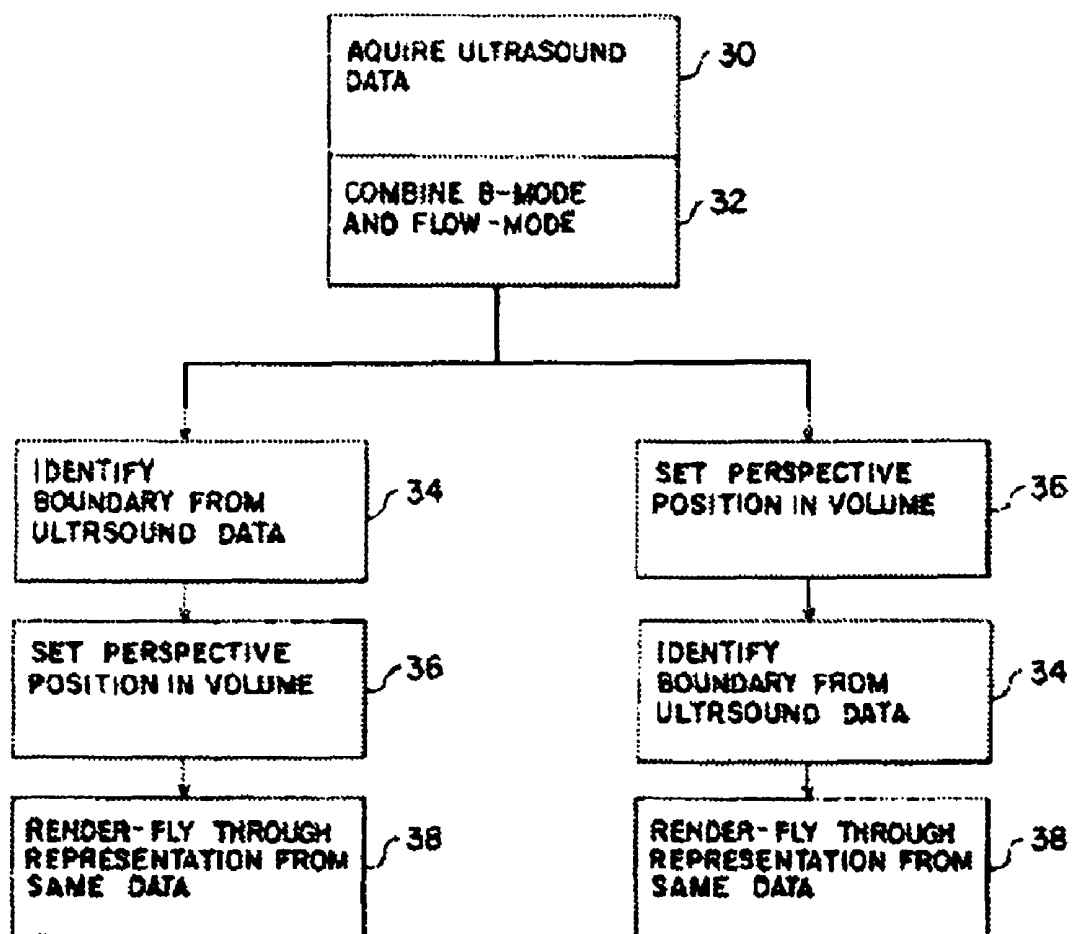 AQUIRE ULTRASOUND
DATA
30
COMBINE B-MODE
AND FLOW-MODE
32
IDENTIFY
BOUNDARY FROM
ULTRSOUND DATA
34
SET PERSPECTIVE
POSITION IN VOLUME
36
RENDER-FLY THROUGH
REPRESENTATION FROM
SAME DATA
38
SET PERSPECTIVE
POSITION IN VOLUME
36
IDENTIFY
BOUNDARY FROM
ULTRSOUND DATA
34
RENDER-FLY THROUGH
REPRESENTATION FROM
SAME DATA
38